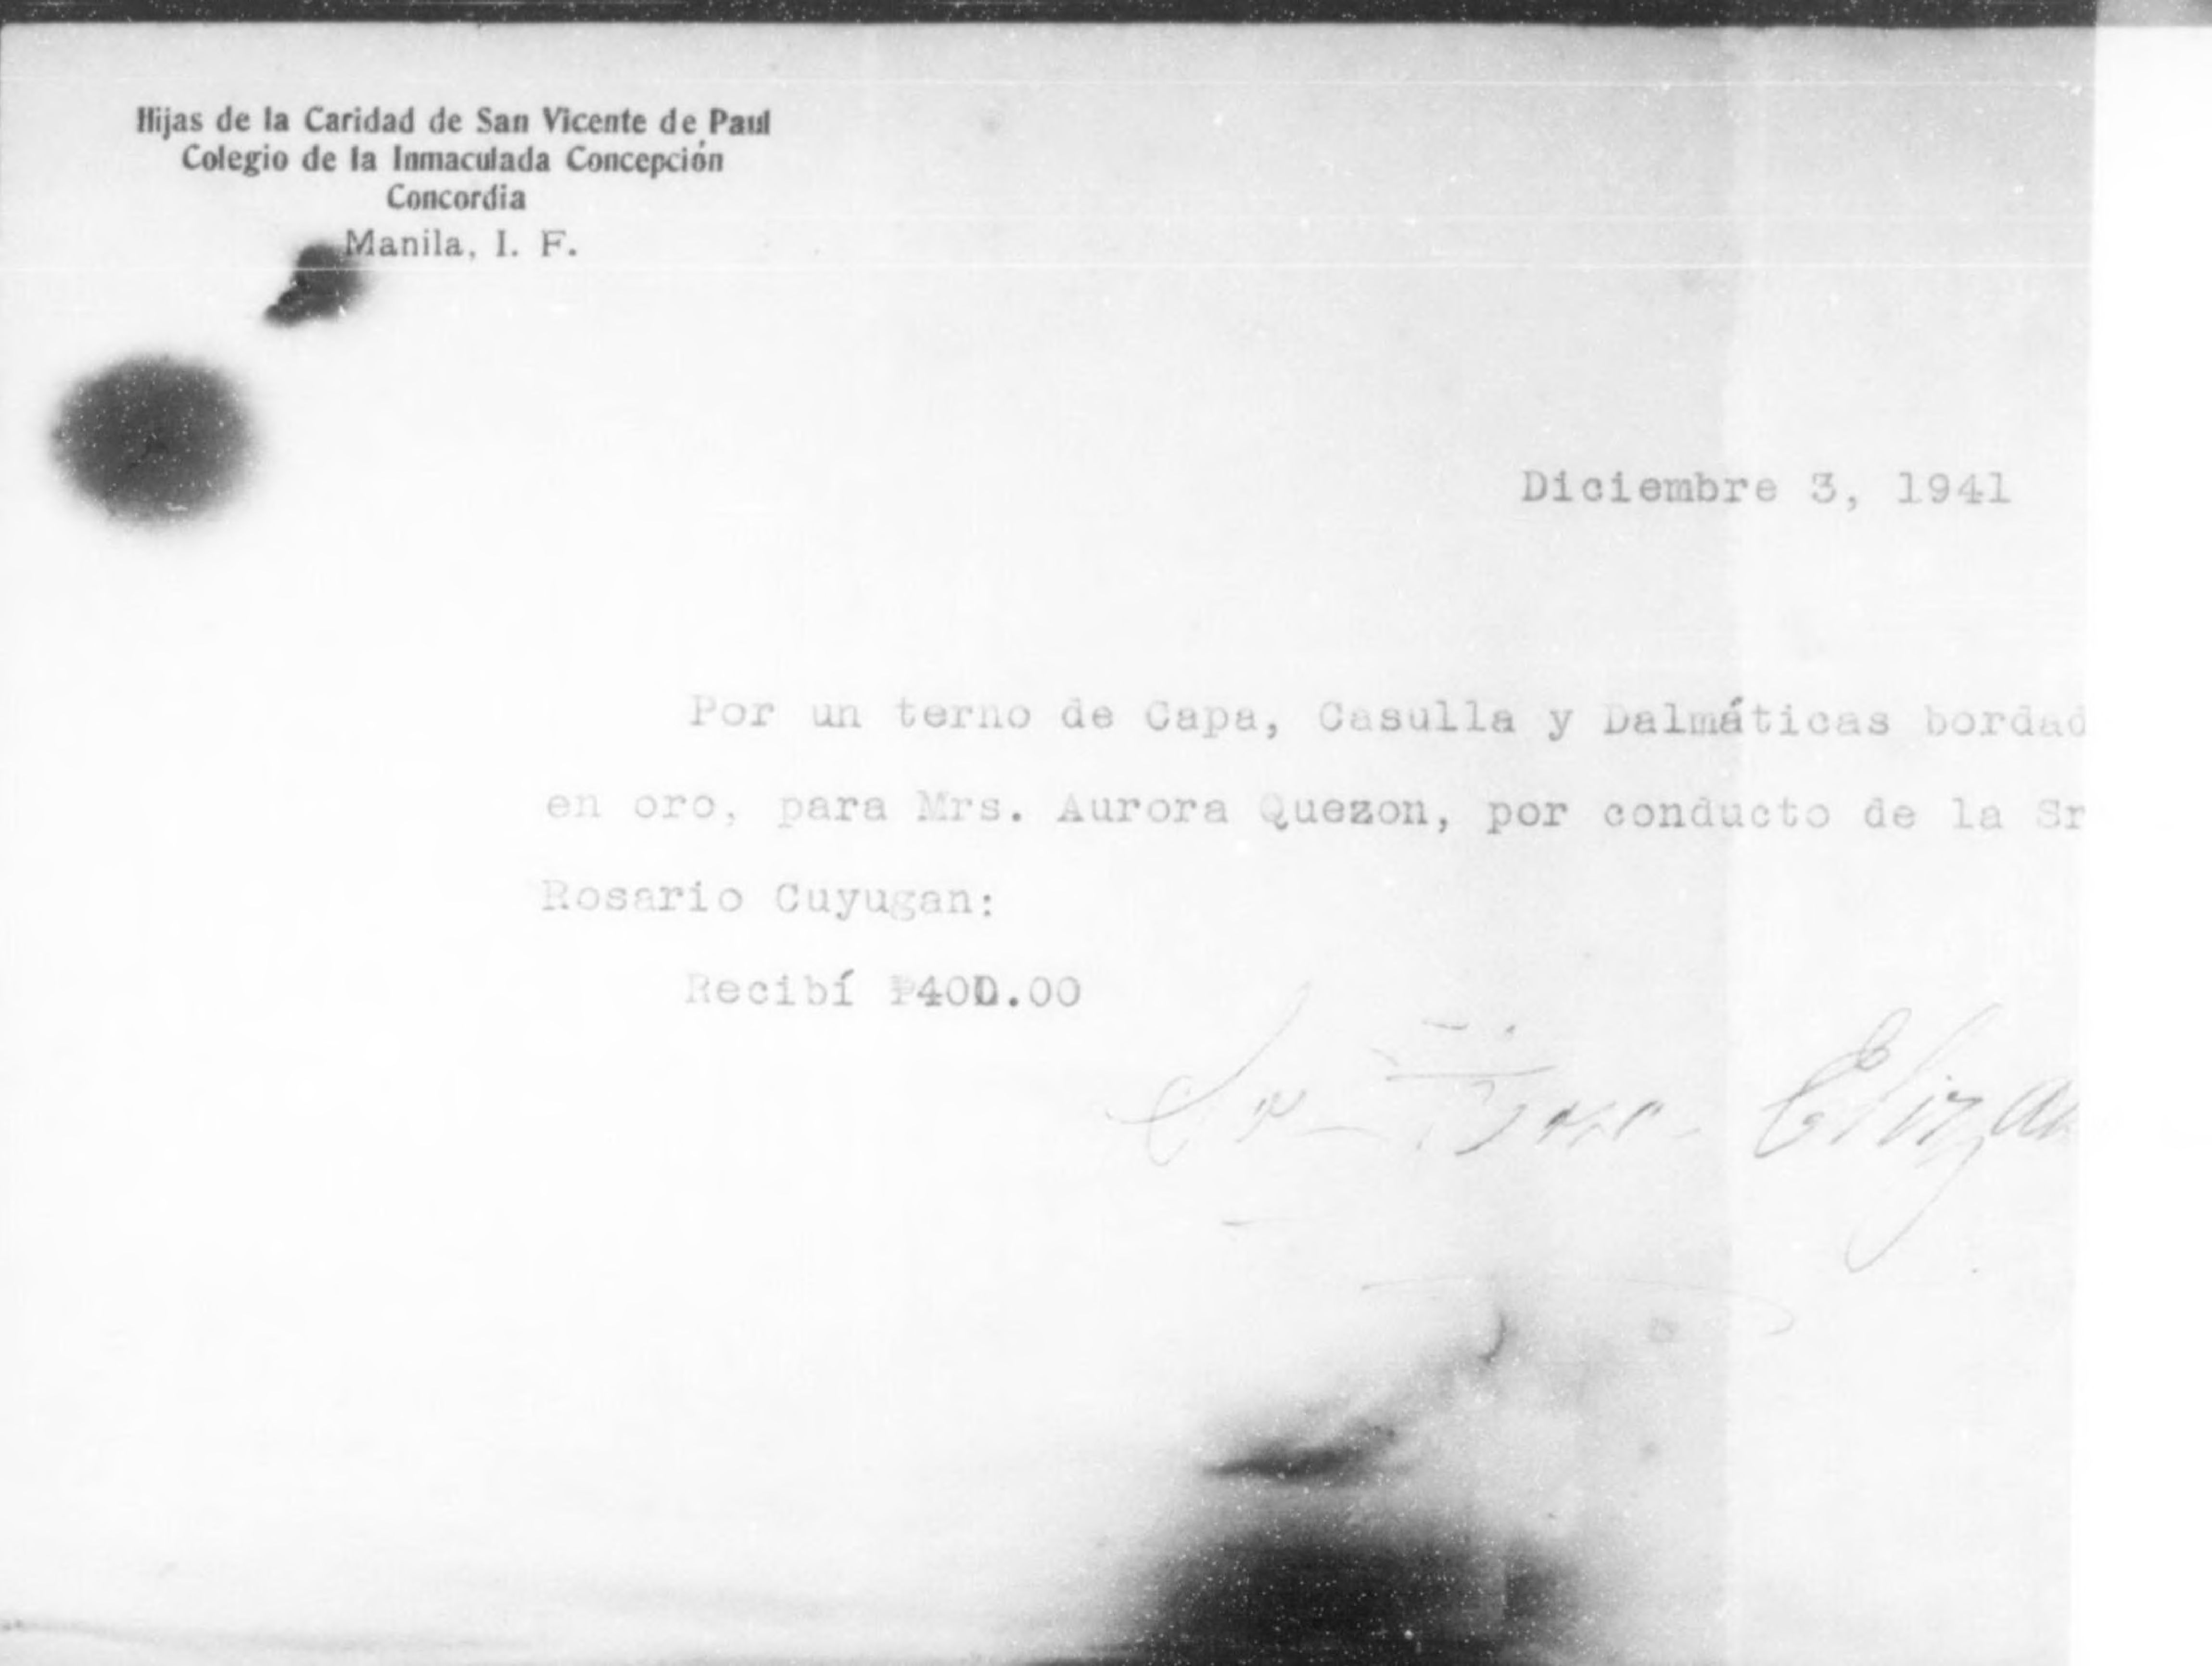 Hijas de la Caridad de San Vicente de Paul
Colegio de la Inmaculada Concepción
Concordia
Manila, I. F.
Diciembre 3, 1941
Por un terno de Capa, Casulla y Dalmáticas bordad
en oro, para Mrs. Aurora Quezon, por conducto de la Sr
Rosario Cuyugan:
Recibí ₱400.00